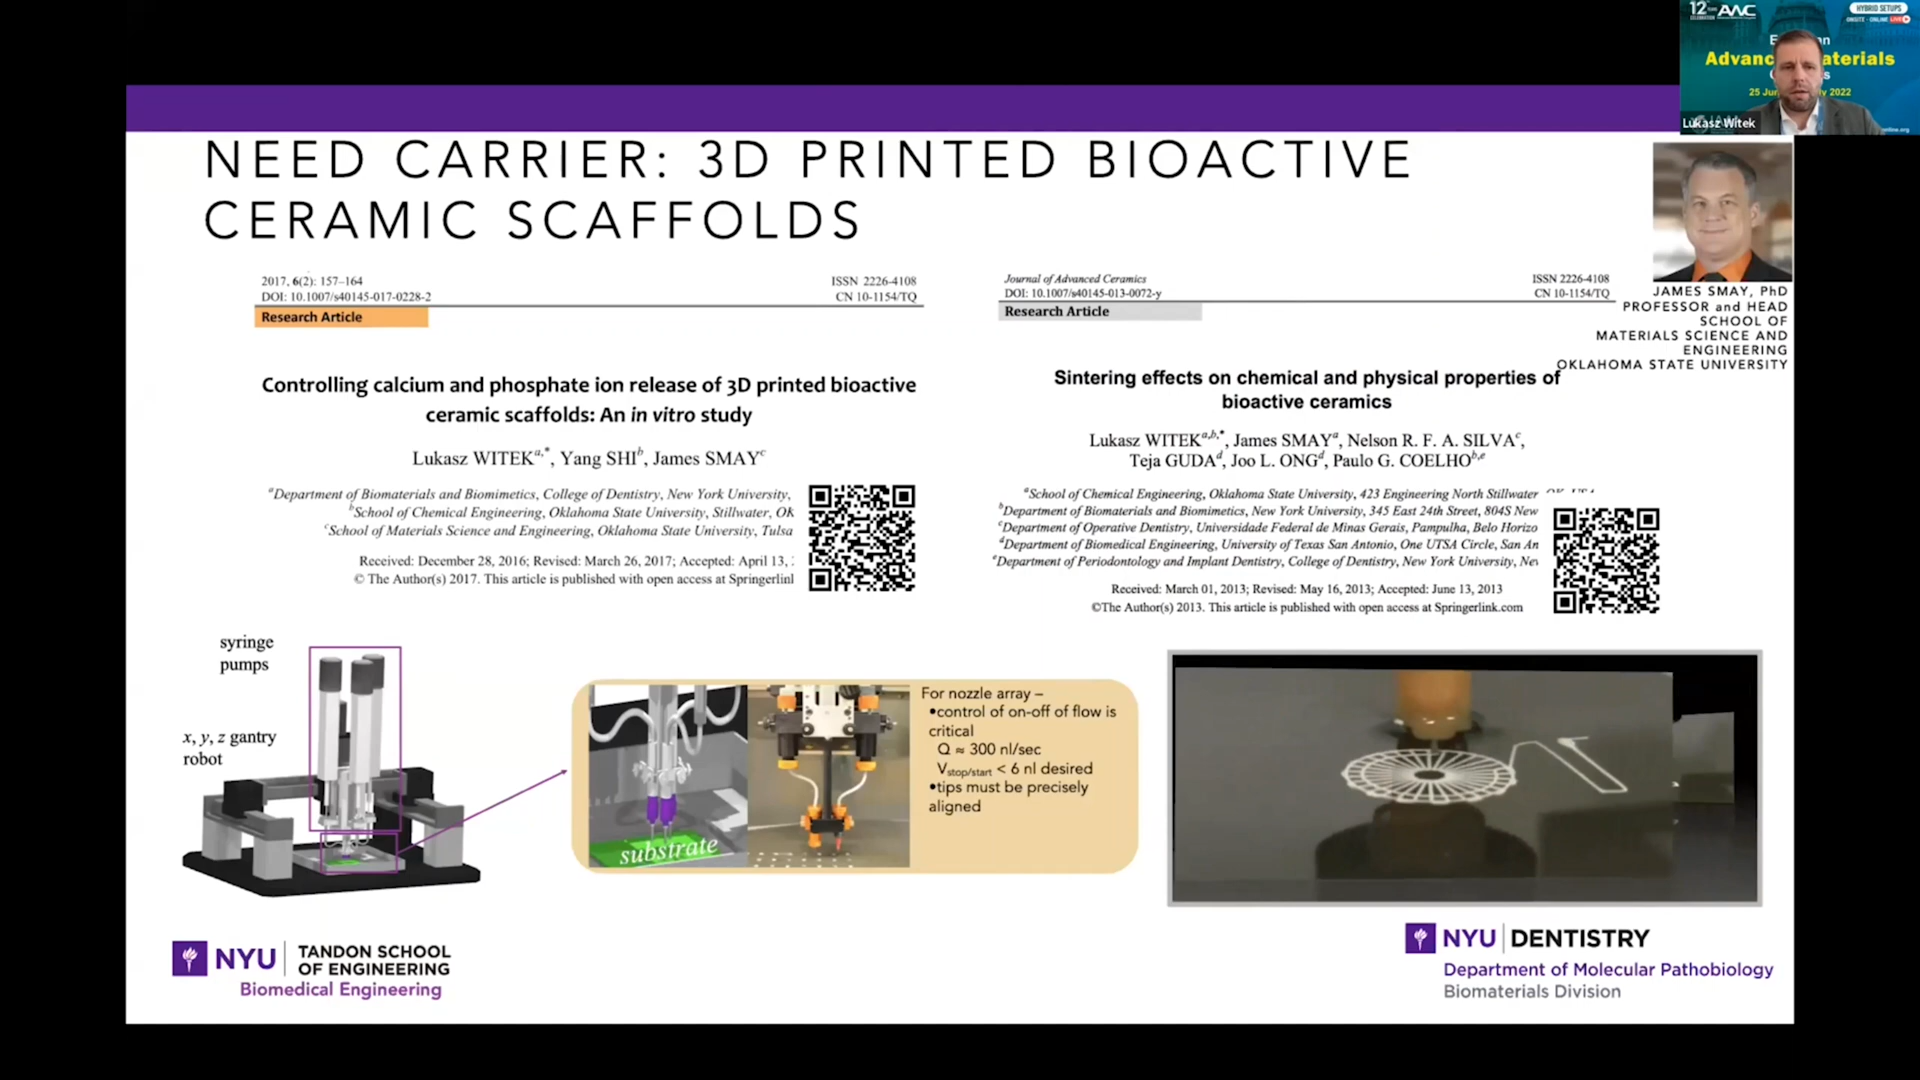 12
AMC
HYBRID SETUPS
ONSITE - ONLINE LIVE
Advanc aterials
2022
Lukasz Witek
NEED CARRIER: 3D PRINTED BIOACTIVE
CERAMIC SCAFFOLDS
JAMES SMAY, PhD
PROFESSOR and HEAD
SCHOOL OF
MATERIALS SCIENCE AND
ENGINEERING
OKLAHOMA STATE UNIVERSITY
2017, 6(2): 157–164
ISSN 2226-4108
DOI: 10.1007/s40145-017-0228-2
CN 10-1154/TQ
Research Article
Controlling calcium and phosphate ion release of 3D printed bioactive
ceramic scaffolds: An in vitro study
Lukasz WITEKa,*, Yang SHIb, James SMAYc
aDepartment of Biomaterials and Biomimetics, College of Dentistry, New York University,
bSchool of Chemical Engineering, Oklahoma State University, Stillwater, OK
cSchool of Materials Science and Engineering, Oklahoma State University, Tulsa
Received: December 28, 2016; Revised: March 26, 2017; Accepted: April 13,
© The Author(s) 2017. This article is published with open access at Springerlink
Journal of Advanced Ceramics
ISSN 2226-4108
DOI: 10.1007/s40145-013-0072-y
CN 10-1154/TQ
Research Article
Sintering effects on chemical and physical properties of
bioactive ceramics
Lukasz WITEKa,b,*, James SMAYa, Nelson R. F. A. SILVAc,
Teja GUDAd, Joo L. ONGd, Paulo G. COELHOb,e
aSchool of Chemical Engineering, Oklahoma State University, 423 Engineering North Stillwater
bDepartment of Biomaterials and Biomimetics, New York University, 345 East 24th Street, 804S New
cDepartment of Operative Dentistry, Universidade Federal de Minas Gerais, Pampulha, Belo Horizo
dDepartment of Biomedical Engineering, University of Texas San Antonio, One UTSA Circle, San An
eDepartment of Periodontology and Implant Dentistry, College of Dentistry, New York University, Ne
Received: March 01, 2013; Revised: May 16, 2013; Accepted: June 13, 2013
©The Author(s) 2013. This article is published with open access at Springerlink.com
syringe
pumps
x, y, z gantry
robot
substrate
For nozzle array –
•control of on-off of flow is
critical
Q ≈ 300 nl/sec
Vstop/start < 6 nl desired
•tips must be precisely
aligned
NYU | TANDON SCHOOL
OF ENGINEERING
Biomedical Engineering
NYU | DENTISTRY
Department of Molecular Pathobiology
Biomaterials Division